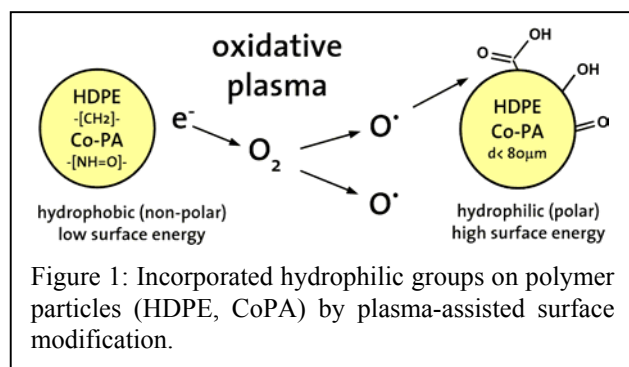 oxidative
plasma
HDPE
-[CH2]-
Co-PA
-[NH=O]-
e⁻
O₂
O•
O•
O
OH
OH
O
HDPE
Co-PA
d< 80µm
hydrophobic (non-polar)
low surface energy
hydrophilic (polar)
high surface energy
Figure 1: Incorporated hydrophilic groups on polymer
particles (HDPE, CoPA) by plasma-assisted surface
modification.